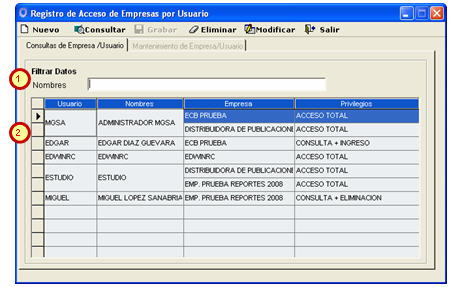 Registro de Acceso de Empresas por Usuario
Nuevo Consultar Grabar Eliminar Modificar Salir
Consultas de Empresa /Usuario Mantenimiento de Empresa/Usuario
1 Filtrar Datos
Nombres
Usuario Nombres Empresa Privilegios
2 MGSA ADMINISTRADOR MGSA ECB PRUEBA ACCESO TOTAL
DISTRIBUIDORA DE PUBLICACIONE ACCESO TOTAL
EDGAR EDGAR DIAZ GUEVARA ECB PRUEBA CONSULTA + INGRESO
EDWINRC EDWINRC EDWINRC ACCESO TOTAL
ESTUDIO ESTUDIO DISTRIBUIDORA DE PUBLICACIONE ACCESO TOTAL
EMP. PRUEBA REPORTES 2008 ACCESO TOTAL
MIGUEL MIGUEL LOPEZ SANABRIA EMP. PRUEBA REPORTES 2008 CONSULTA + ELIMINACION